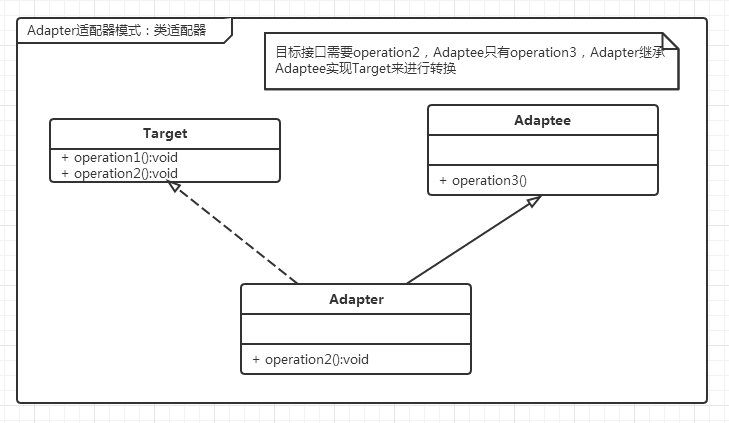 Adapter适配器模式：类适配器
目标接口需要operation2，Adaptee只有operation3，Adapter继承
Adaptee实现Target来进行转换
Target
+ operation1():void
+ operation2():void
Adaptee
+ operation3()
Adapter
+ operation2():void